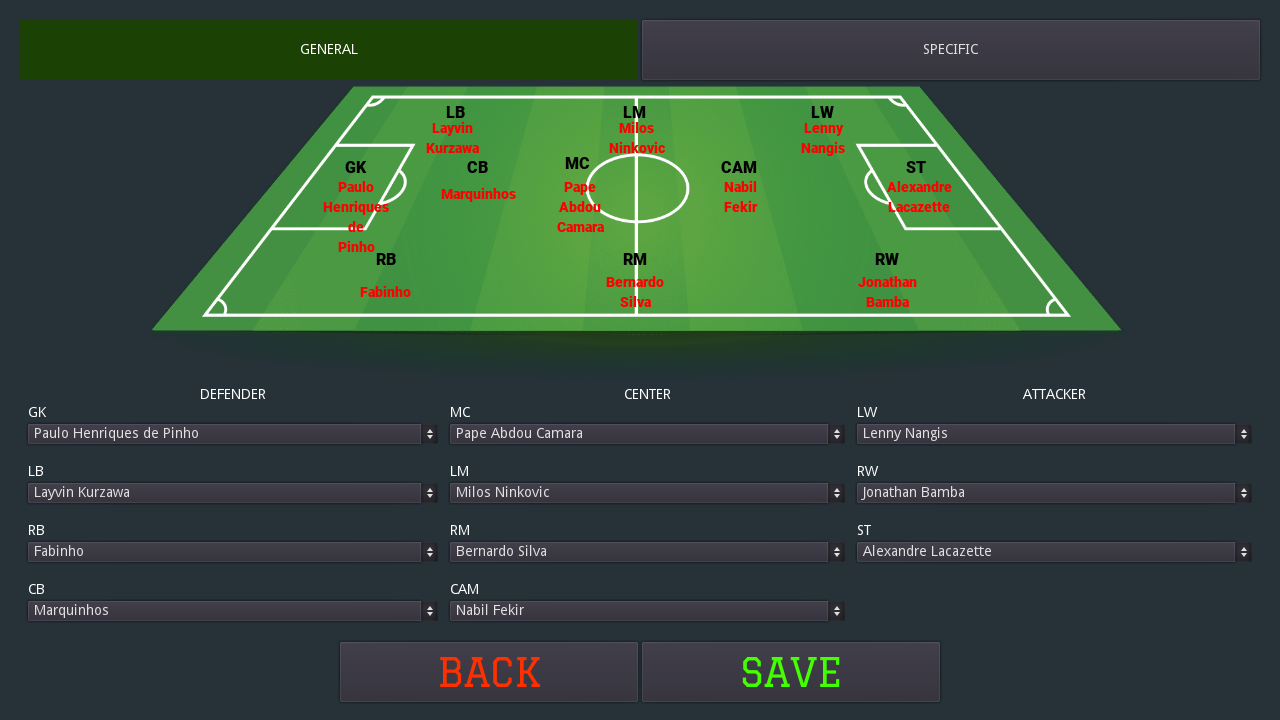 GENERAL
SPECIFIC
LB
Layvin
Kurzawa
LM
Milos
Ninkovic
LW
Lenny
Nangis
GK
Paulo
Henriques
de
Pinho
CB
Marquinhos
MC
Pape
Abdou
Camara
CAM
Nabil
Fekir
ST
Alexandre
Lacazette
RB
Fabinho
RM
Bernardo
Silva
RW
Jonathan
Bamba
DEFENDER
GK
Paulo Henriques de Pinho
LB
Layvin Kurzawa
RB
Fabinho
CB
Marquinhos
CENTER
MC
Pape Abdou Camara
LM
Milos Ninkovic
RM
Bernardo Silva
CAM
Nabil Fekir
ATTACKER
LW
Lenny Nangis
RW
Jonathan Bamba
ST
Alexandre Lacazette
BACK
SAVE